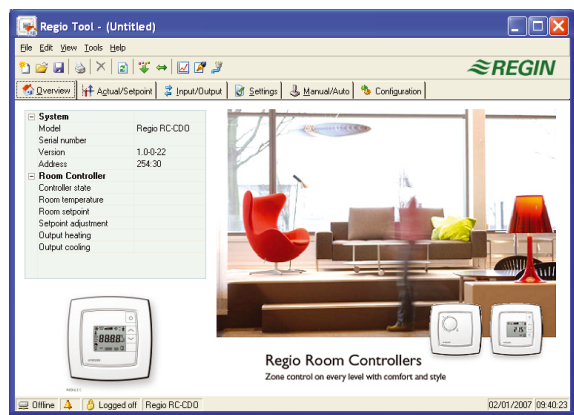 Regio Tool - (Untitled)
File Edit View Tools Help
REGIN
Overview Actual/Setpoint Input/Output Settings Manual/Auto Configuration
System
Model Regio RC-CDO
Serial number
Version 1.0-0-22
Address 254:30
Room Controller
Controller state
Room temperature
Room setpoint
Setpoint adjustment
Output heating
Output cooling
Regio Room Controllers
Zone control on every level with comfort and style
Offline Logged off Regio RC-CDO 02/01/2007 09:40:23